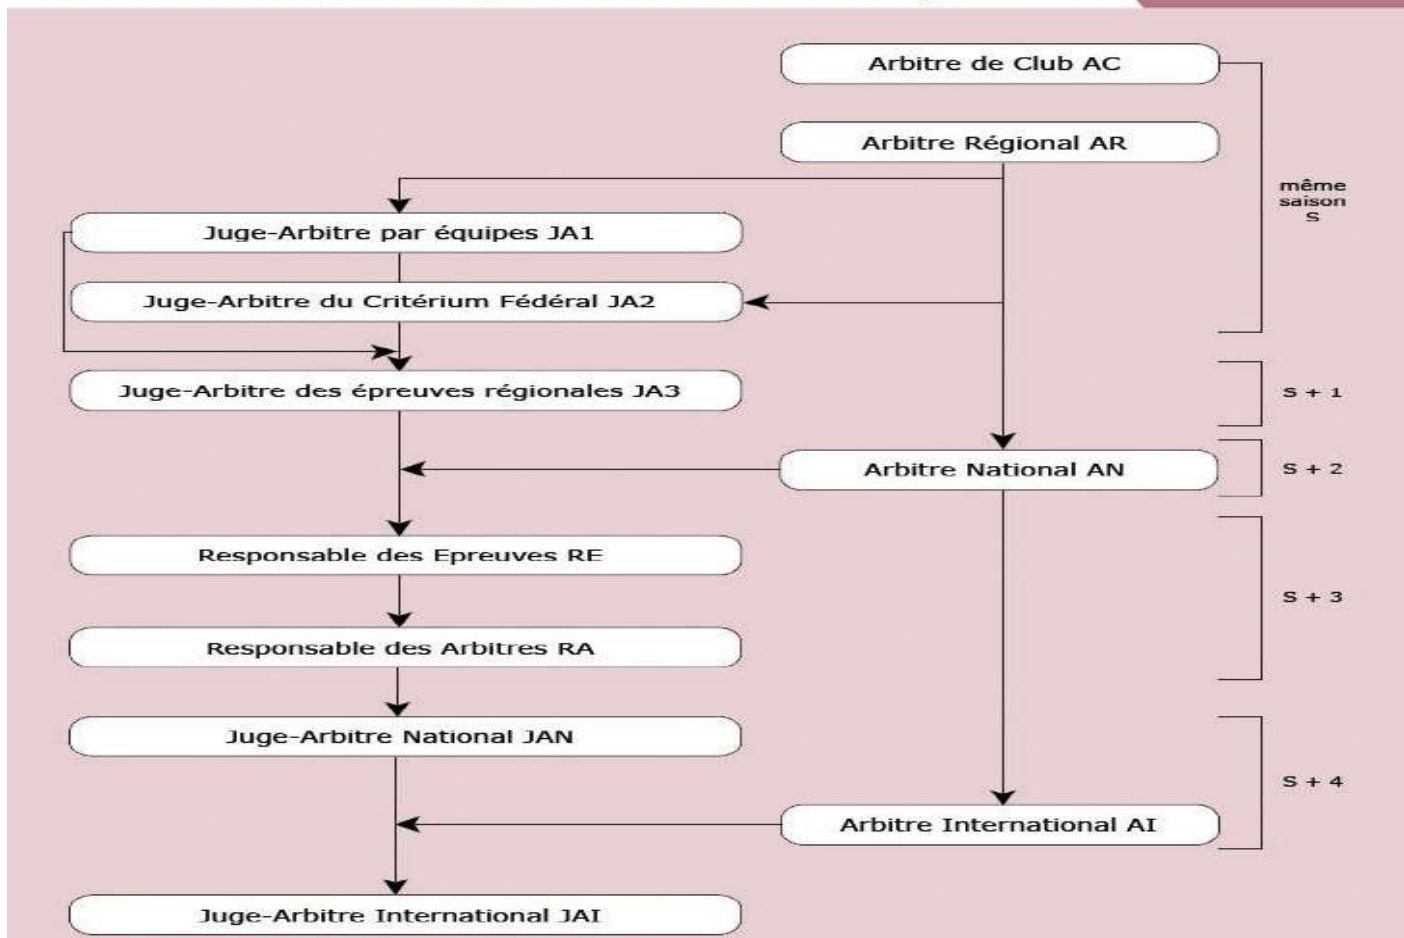 Arbitre de Club AC
Arbitre Régional AR
même
saison
S
Juge-Arbitre par équipes JA1
Juge-Arbitre du Critérium Fédéral JA2
Juge-Arbitre des épreuves régionales JA3
S + 1
Arbitre National AN
S + 2
Responsable des Epreuves RE
S + 3
Responsable des Arbitres RA
Juge-Arbitre National JAN
S + 4
Arbitre International AI
Juge-Arbitre International JAI